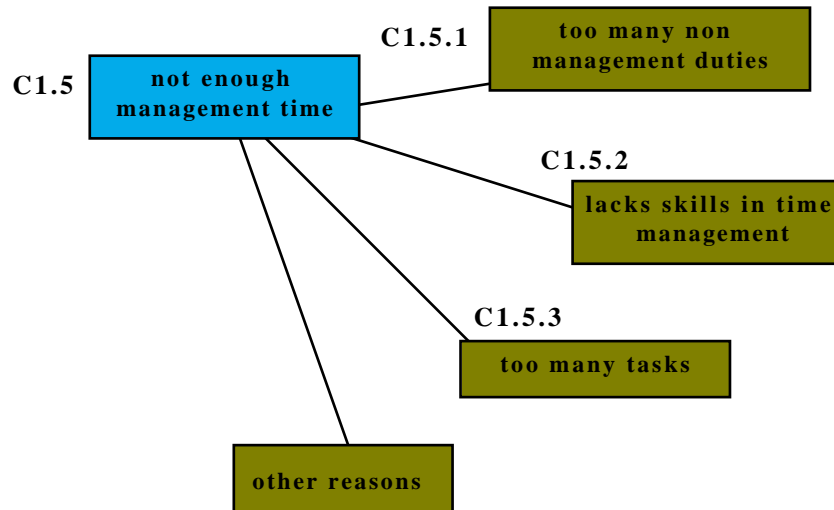 C1.5
not enough
management time
C1.5.1
too many non
management duties
C1.5.2
lacks skills in time
management
C1.5.3
too many tasks
other reasons